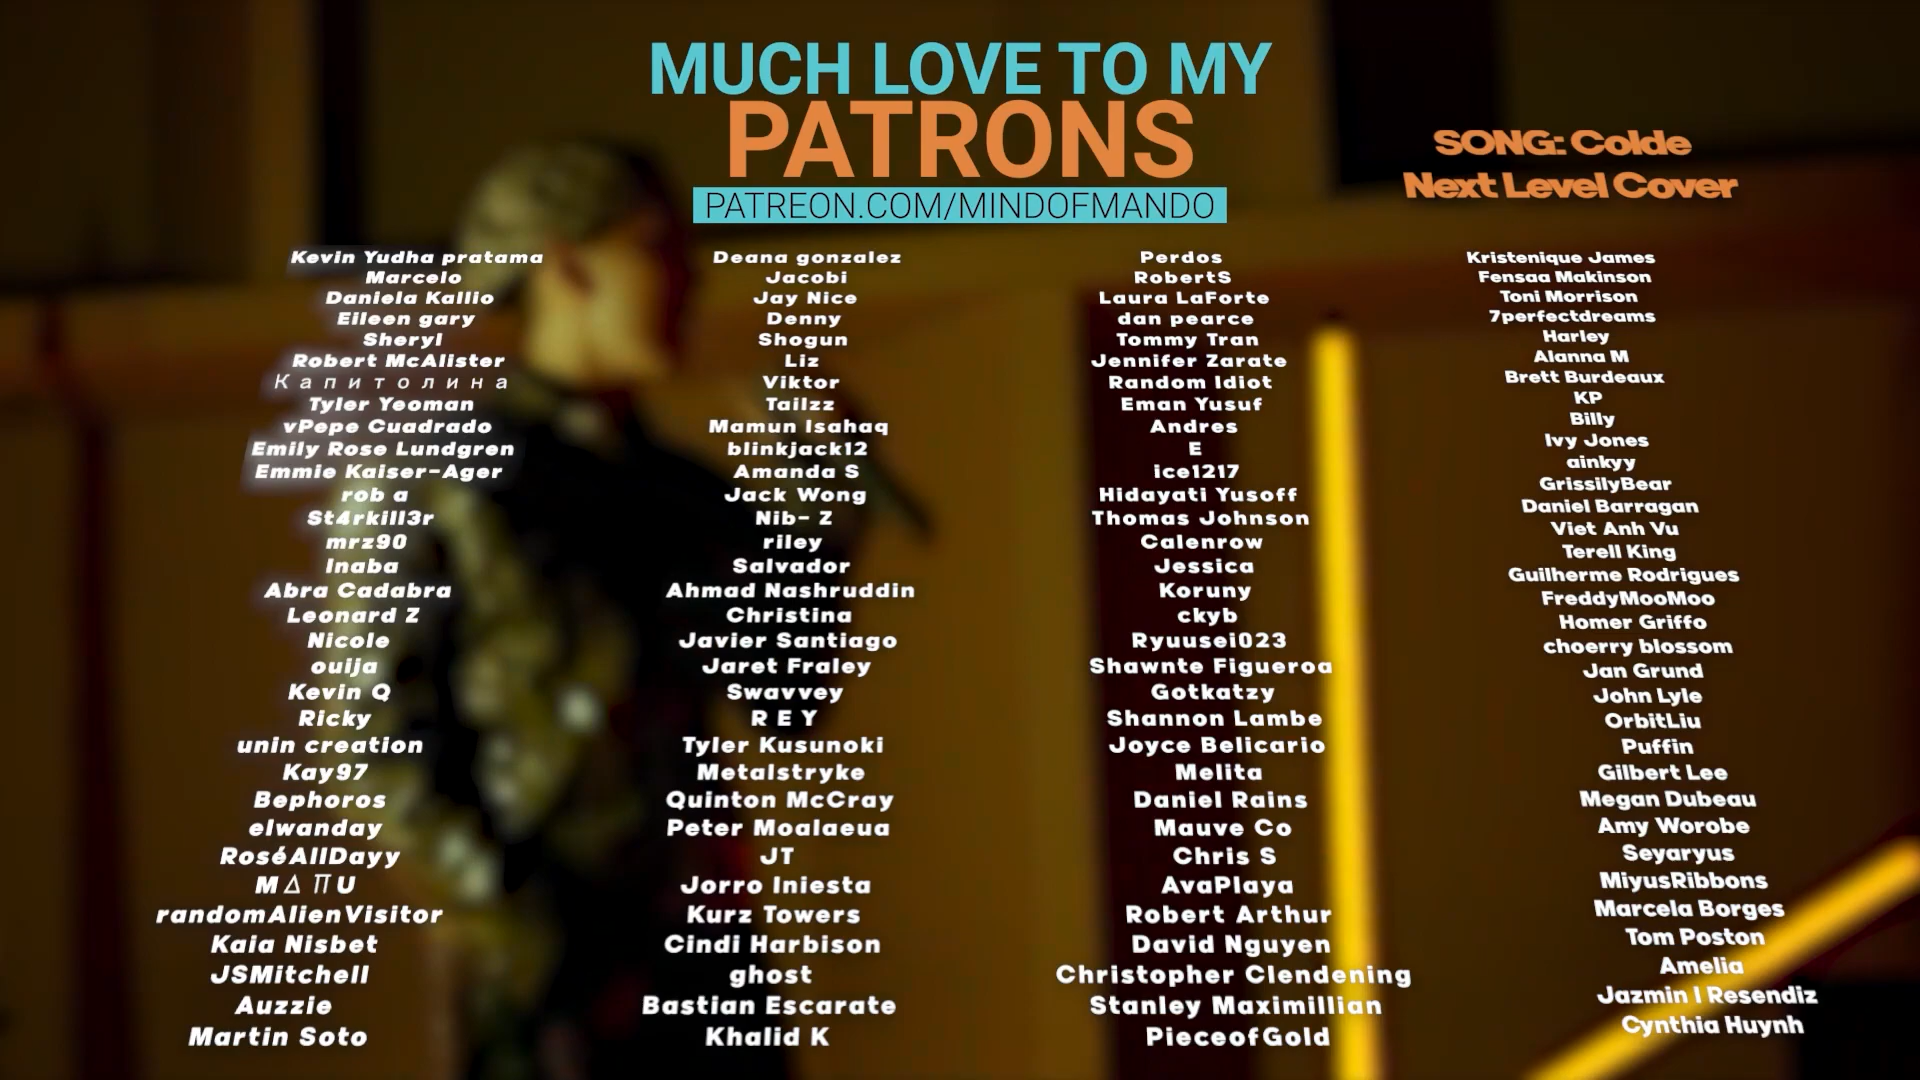 MUCH LOVE TO MY
PATRONS
PATREON.COM/MINDOFMANDO
SONG: Colde
Next Level Cover
Kevin Yudha pratama
Marcelo
Daniela Kallio
Eileen gary
Sheryl
Robert McAlister
Капитолина
Tyler Yeoman
vPepe Cuadrado
Emily Rose Lundgren
Emmie Kaiser-Ager
rob a
St4rkill3r
mrz90
Inaba
Abra Cadabra
Leonard Z
Nicole
ouija
Kevin Q
Ricky
unin creation
Kay97
Bephoros
elwanday
RoséAllDayy
M Δ ΠU
randomAlienVisitor
Kaia Nisbet
JSMitchell
Auzzie
Martin Soto
Deana gonzalez
Jacobi
Jay Nice
Denny
Shogun
Liz
Viktor
Tailzz
Mamun Isahaq
blinkjack12
Amanda S
Jack Wong
Nib- Z
riley
Salvador
Ahmad Nashruddin
Christina
Javier Santiago
Jaret Fraley
Swavvey
R E Y
Tyler Kusunoki
Metalstryke
Quinton McCray
Peter Moalaeua
JT
Jorro Iniesta
Kurz Towers
Cindi Harbison
ghost
Bastian Escarate
Khalid K
Perdos
RobertS
Laura LaForte
dan pearce
Tommy Tran
Jennifer Zarate
Random Idiot
Eman Yusuf
Andres
E
ice1217
Hidayati Yusoff
Thomas Johnson
Calenrow
Jessica
Koruny
ckyb
Ryuusei023
Shawnte Figueroa
Gotkatzy
Shannon Lambe
Joyce Belicario
Melita
Daniel Rains
Mauve Co
Chris S
AvaPlaya
Robert Arthur
David Nguyen
Christopher Clendening
Stanley Maximillian
PieceofGold
Kristenique James
Fensaa Makinson
Toni Morrison
7perfectdreams
Harley
Alanna M
Brett Burdeaux
KP
Billy
Ivy Jones
ainkyy
GrissilyBear
Daniel Barragan
Viet Anh Vu
Terell King
Guilherme Rodrigues
FreddyMooMoo
Homer Griffo
choerry blossom
Jan Grund
John Lyle
OrbitLiu
Puffin
Gilbert Lee
Megan Dubeau
Amy Worobe
Seyaryus
MiyusRibbons
Marcela Borges
Tom Poston
Amelia
Jazmin I Resendiz
Cynthia Huynh